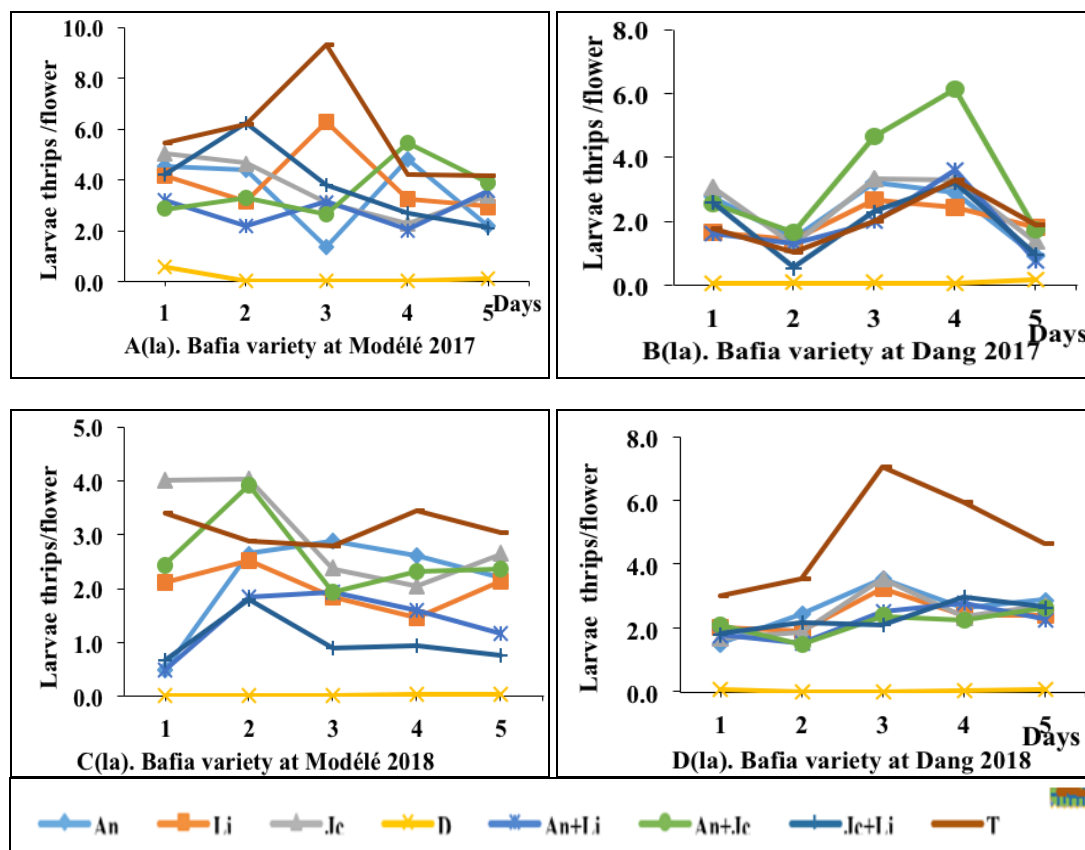 10.0
8.0
6.0
4.0
2.0
0.0
Larvae thrips /flower
1 2 3 4 5 Days
A(la). Bafia variety at Modélé 2017
8.0
6.0
4.0
2.0
0.0
Larvae thrips /flower
1 2 3 4 5
Days
B(la). Bafia variety at Dang 2017
5.0
4.0
3.0
2.0
1.0
0.0
Larvae thrips/flower
1 2 3 4 5
C(la). Bafia variety at Modélé 2018
8.0
6.0
4.0
2.0
0.0
Larvae thrips/flower
1 2 3 4 5
Days
D(la). Bafia variety at Dang 2018
An Li Jc D An+Li An+Jc Jc+Li T